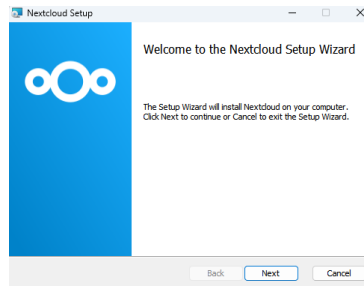 Nextcloud Setup
Welcome to the Nextcloud Setup Wizard
The Setup Wizard will install Nextcloud on your computer.
Click Next to continue or Cancel to exit the Setup Wizard.
Back Next Cancel